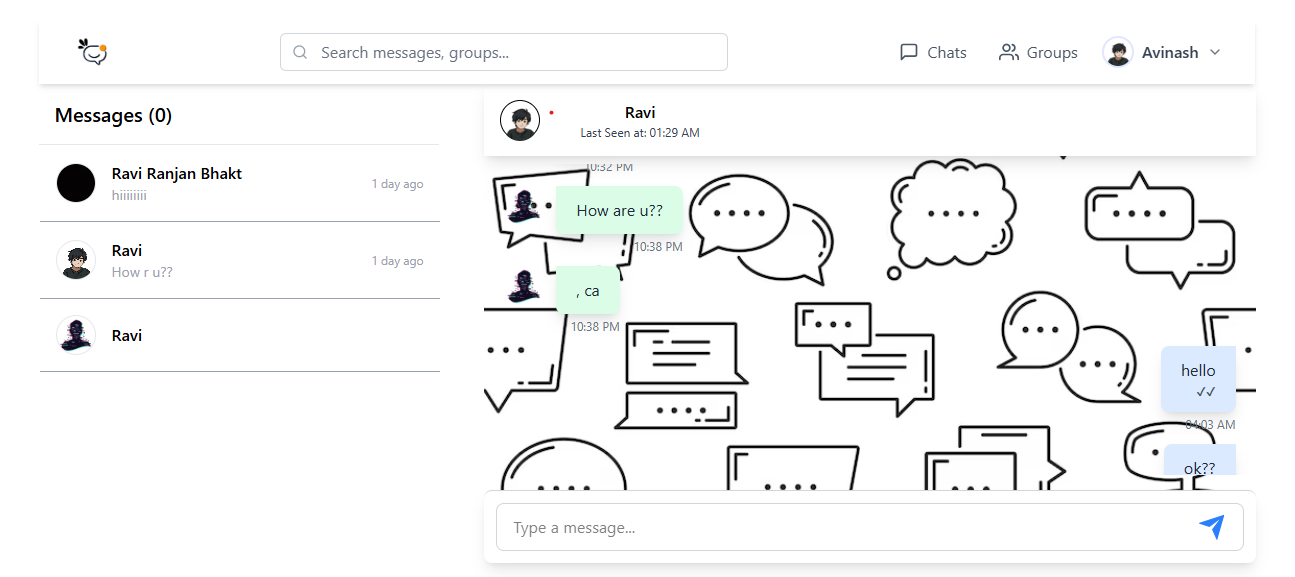 Search messages, groups...
Chats
Groups
Avinash
Messages (0)
Ravi Ranjan Bhakt
hiiiiiiii
1 day ago
Ravi
How r u??
1 day ago
Ravi
Ravi
Last Seen at: 01:29 AM
10:32 PM
How are u??
10:38 PM
, ca
10:38 PM
hello
04:03 AM
ok??
Type a message...